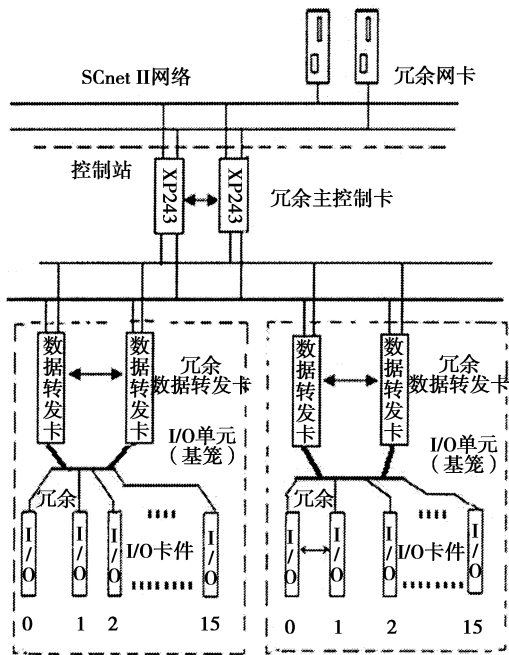 SCnet II网络
冗余网卡
控制站
XP243
XP243
冗余主控制卡
数据转发卡
数据转发卡
冗余
数据转发卡
I/O单元
（基笼）
冗余
I/O
I/O
I/O
I/O卡件
I/O
0
1
2
15
数据转发卡
数据转发卡
冗余
数据转发卡
I/O单元
（基笼）
冗余
I/O
I/O
I/O
I/O卡件
I/O
0
1
2
15